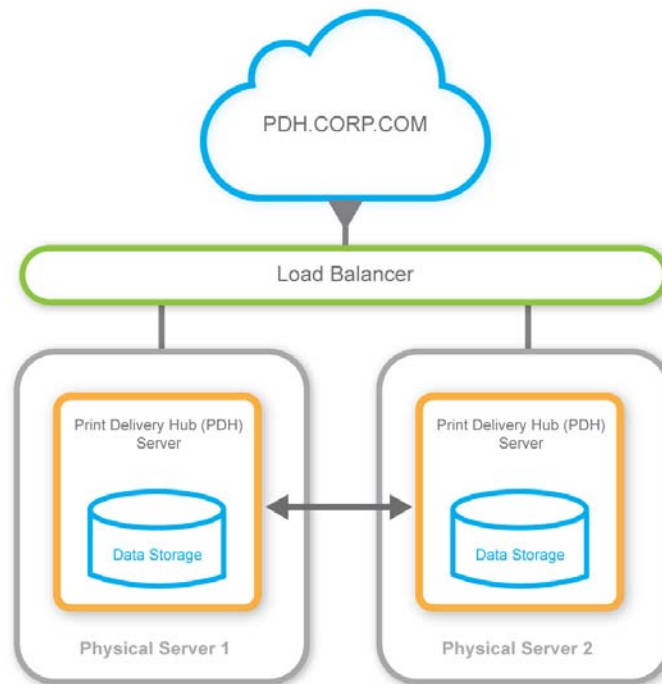 PDH.CORP.COM
Load Balancer
Print Delivery Hub (PDH)
Server
Data Storage
Physical Server 1
Print Delivery Hub (PDH)
Server
Data Storage
Physical Server 2